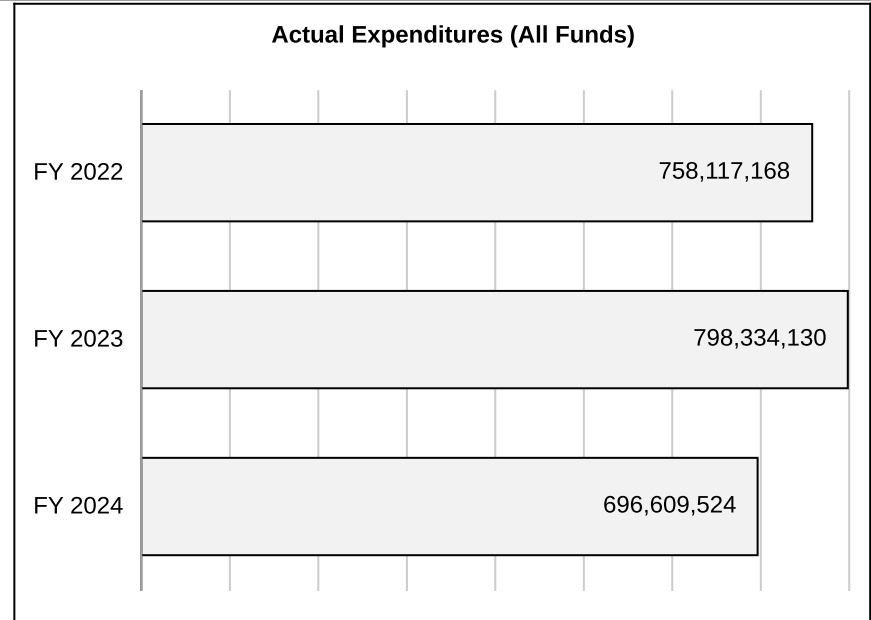 Actual Expenditures (All Funds)
FY 2022 758,117,168
FY 2023 798,334,130
FY 2024 696,609,524